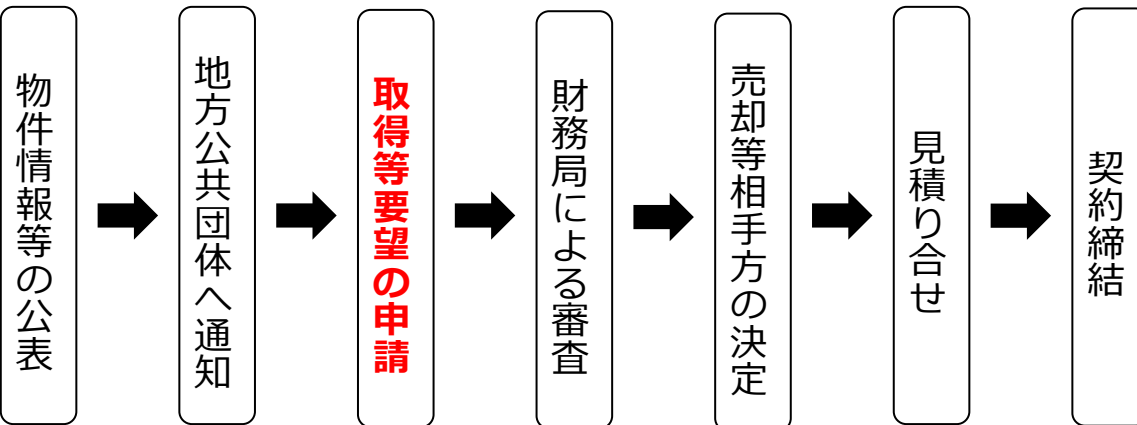 物件情報等の公表
地方公共団体へ通知
取得等要望の申請
財務局による審査
売却等相手方の決定
見積り合せ
契約締結